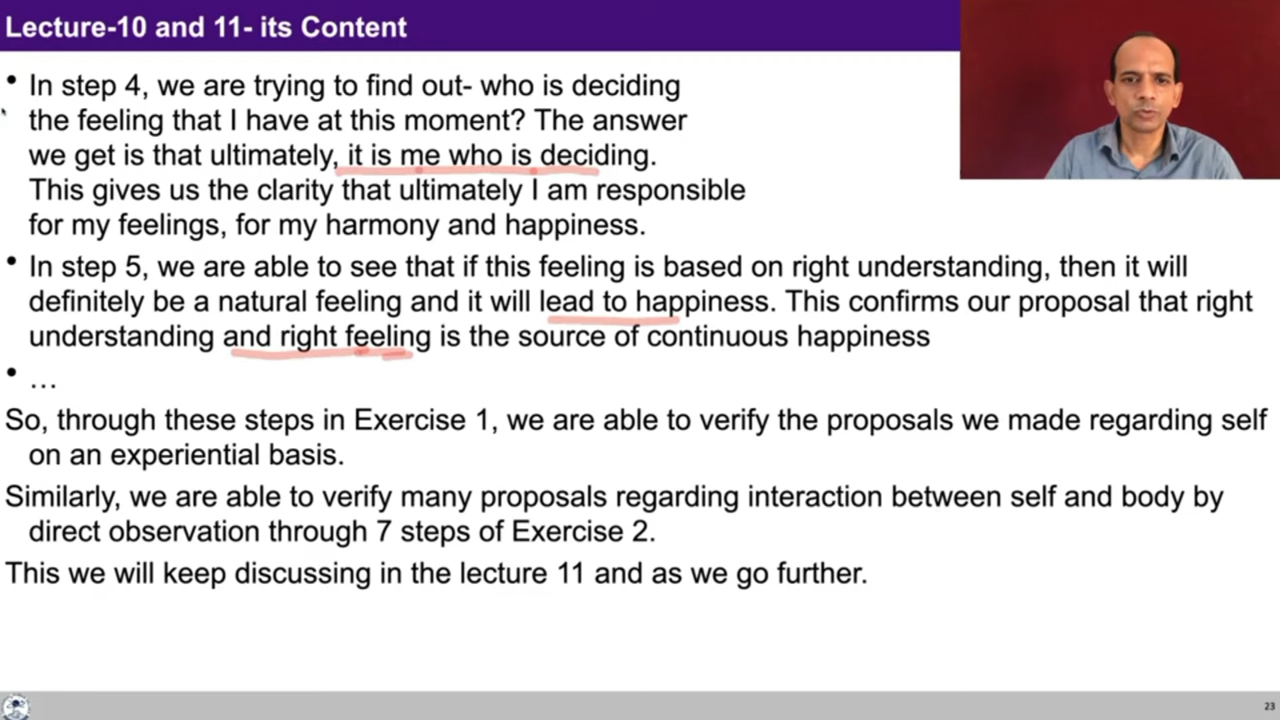 Lecture-10 and 11- its Content
• In step 4, we are trying to find out- who is deciding
the feeling that I have at this moment? The answer
we get is that ultimately, it is me who is deciding.
This gives us the clarity that ultimately I am responsible
for my feelings, for my harmony and happiness.
• In step 5, we are able to see that if this feeling is based on right understanding, then it will
definitely be a natural feeling and it will lead to happiness. This confirms our proposal that right
understanding and right feeling is the source of continuous happiness
• …
So, through these steps in Exercise 1, we are able to verify the proposals we made regarding self
on an experiential basis.
Similarly, we are able to verify many proposals regarding interaction between self and body by
direct observation through 7 steps of Exercise 2.
This we will keep discussing in the lecture 11 and as we go further.
23